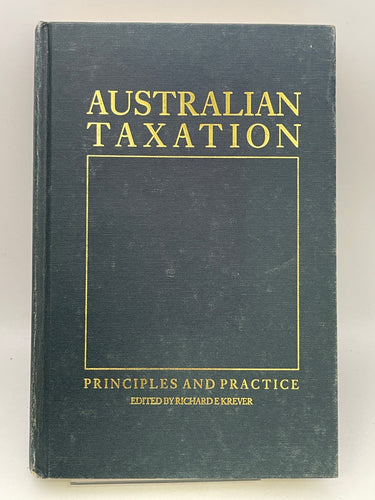 AUSTRALIAN
TAXATION
PRINCIPLES AND PRACTICE
EDITED BY RICHARD E KREVER